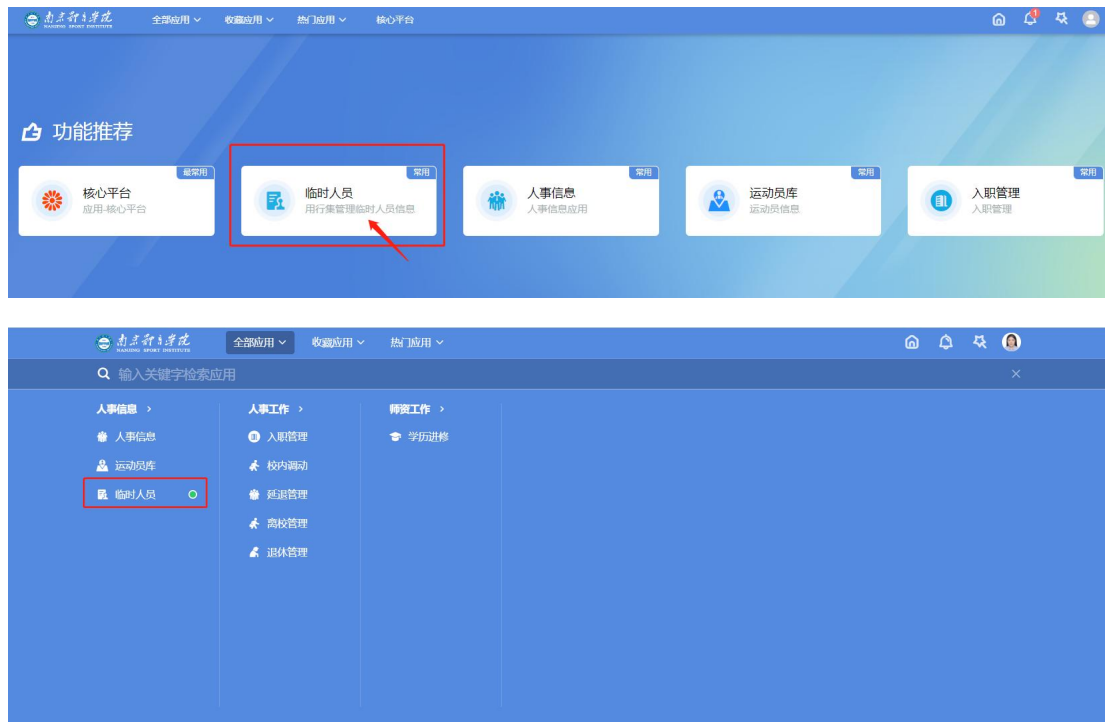 南京体育学院 全部应用 收藏应用 热门应用 核心平台 1
NANJING SPORT INSTITUTE
功能推荐
最常用 常用 常用 常用 常用
核心平台 临时人员 人事信息 运动员库 入职管理
应用-核心平台 用行集管理临时人员信息 人事信息应用 运动员信息 入职管理
南京体育学院 全部应用 收藏应用 热门应用
NANJING SPORT INSTITUTE
输入关键字检索应用
人事信息 人事工作 师资工作
人事信息 入职管理 学历进修
运动员库 校内调动
临时人员 延退管理
离校管理
退休管理